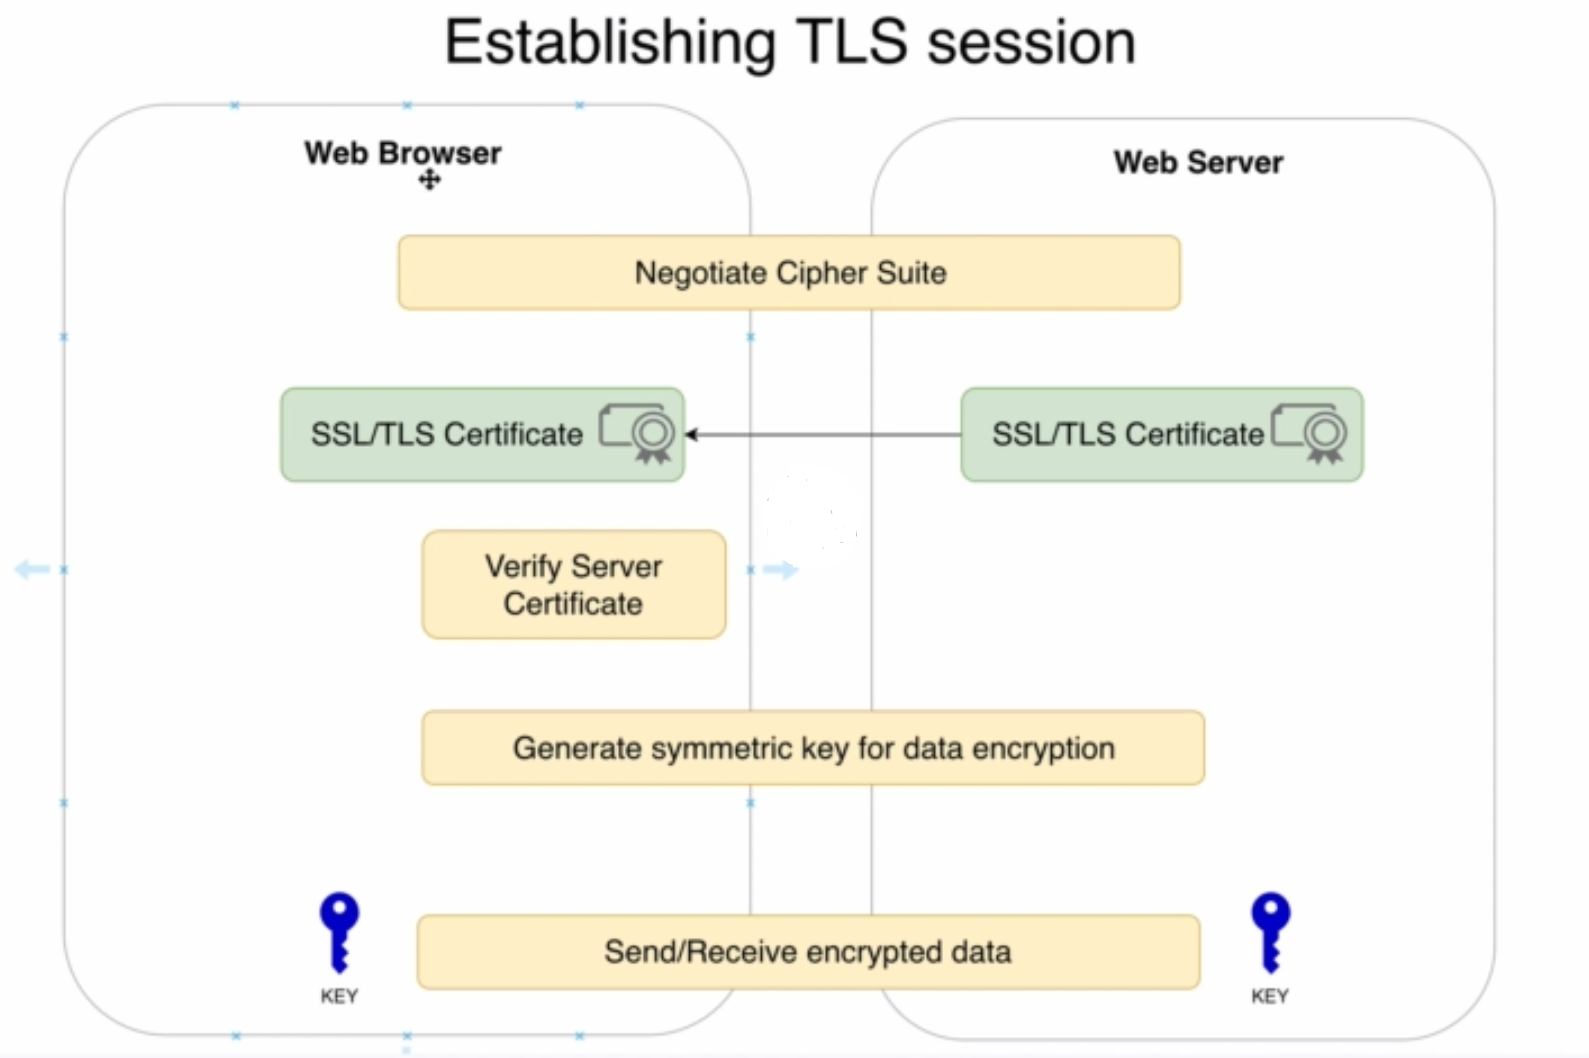 Establishing TLS session
Web Browser
Web Server
Negotiate Cipher Suite
SSL/TLS Certificate
SSL/TLS Certificate
Verify Server
Certificate
Generate symmetric key for data encryption
Send/Receive encrypted data
KEY
KEY